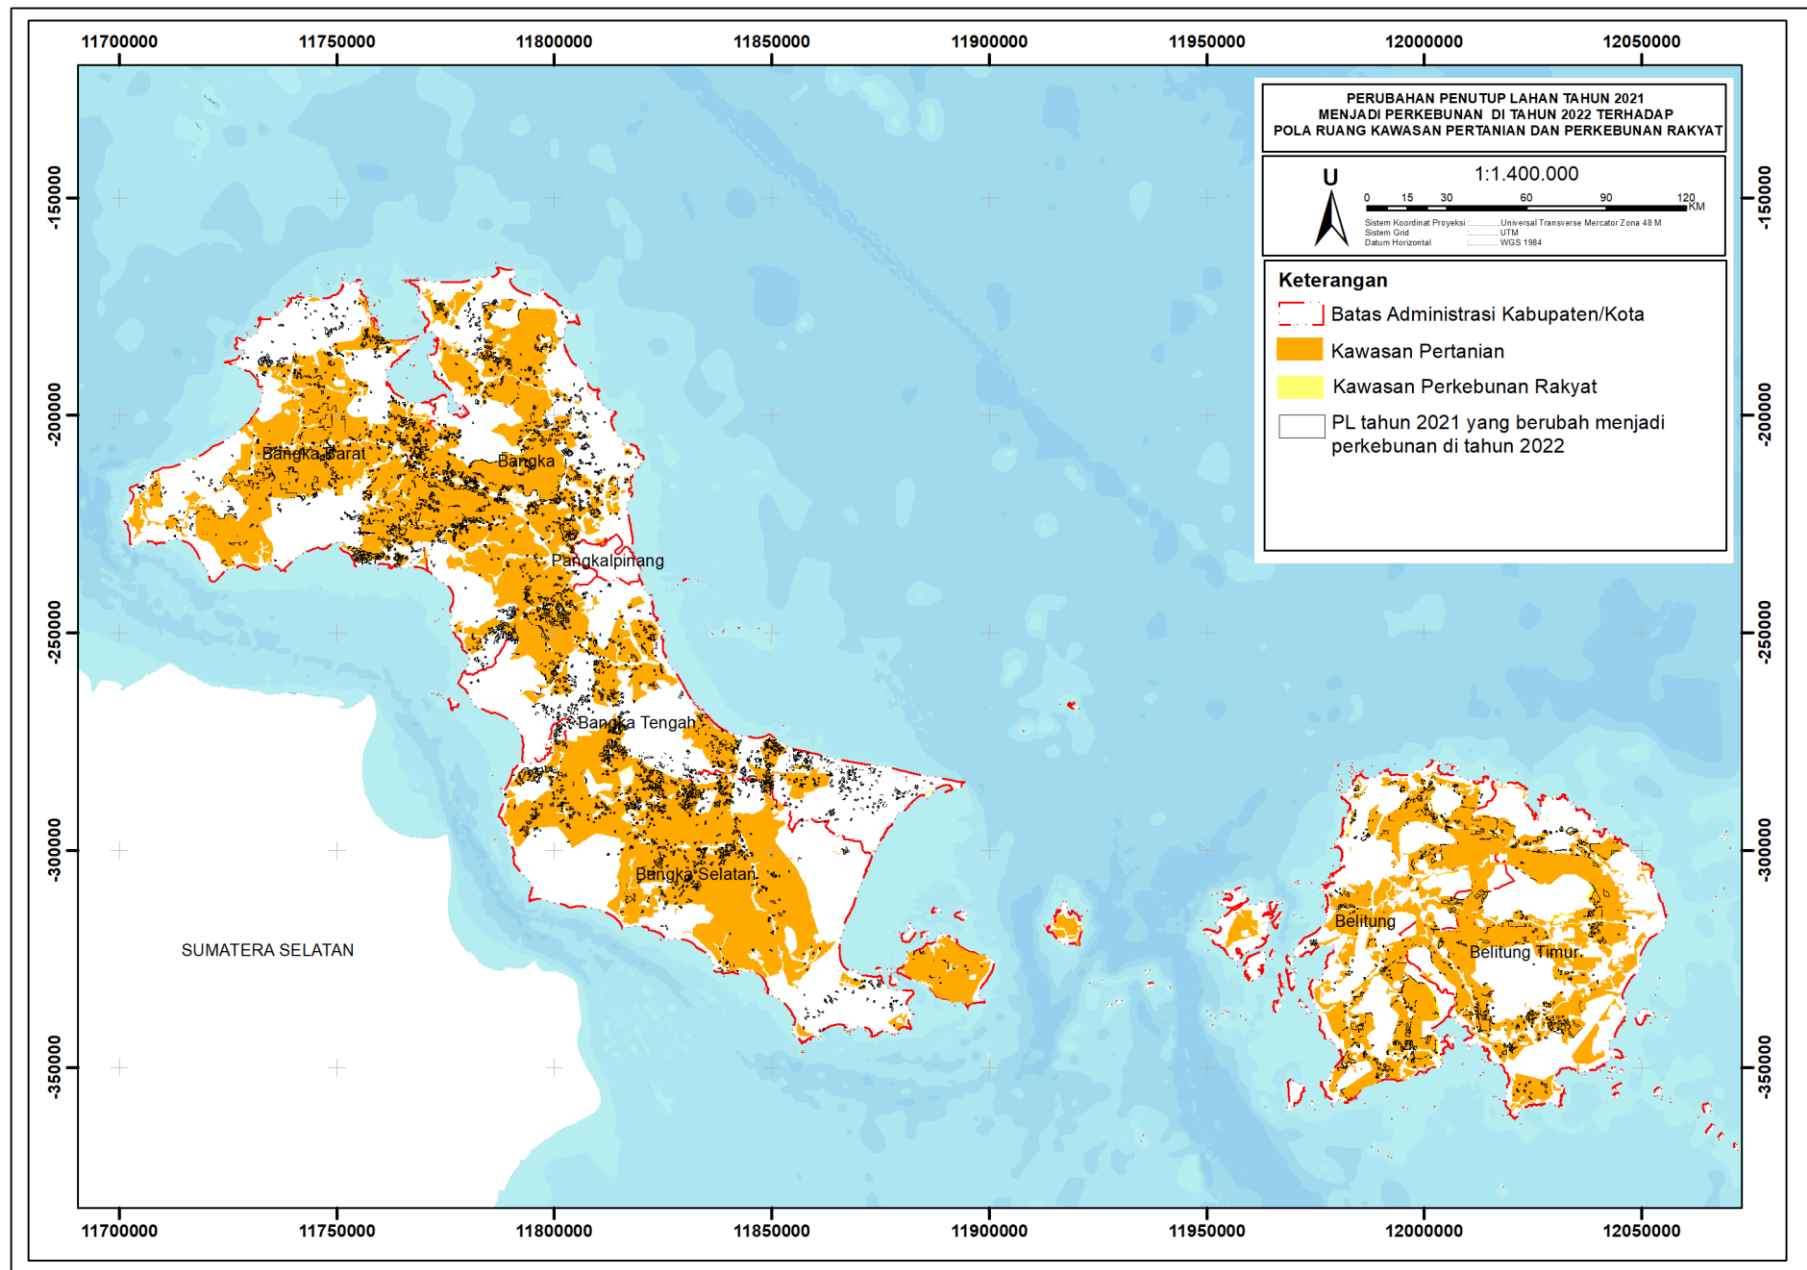 11700000 11750000 11800000 11850000 11900000 11950000 12000000 12050000
PERUBAHAN PENUTUP LAHAN TAHUN 2021
MENJADI PERKEBUNAN DI TAHUN 2022 TERHADAP
POLA RUANG KAWASAN PERTANIAN DAN PERKEBUNAN RAKYAT
U
1:1.400.000
0 15 30 60 90 120
KM
Sistem Koordinat Proyeksi :............Universal Transverse Mercator Zona 48 M
Sistem Grid :............ UTM
Datum Horizontal :............ WGS 1984
Keterangan
Batas Administrasi Kabupaten/Kota
Kawasan Pertanian
Kawasan Perkebunan Rakyat
PL tahun 2021 yang berubah menjadi
perkebunan di tahun 2022
-150000 -150000
-200000 -200000
-250000 -250000
-300000 -300000
-350000 -350000
Bangka Barat
Bangka
Pangkalpinang
Bangka Tengah
Bangka Selatan
Belitung
Belitung Timur
SUMATERA SELATAN
11700000 11750000 11800000 11850000 11900000 11950000 12000000 12050000